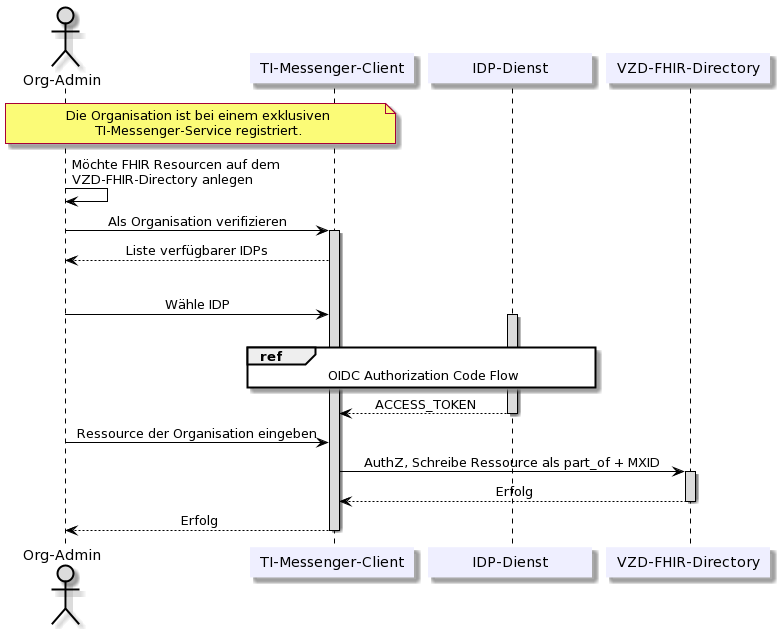 Org-Admin
TI-Messenger-Client
IDP-Dienst
VZD-FHIR-Directory
Die Organisation ist bei einem exklusiven
TI-Messenger-Service registriert.
Möchte FHIR Resourcen auf dem
VZD-FHIR-Directory anlegen
Als Organisation verifizieren
Liste verfügbarer IDPs
Wähle IDP
ref
OIDC Authorization Code Flow
ACCESS_TOKEN
Ressource der Organisation eingeben
AuthZ, Schreibe Ressource als part_of + MXID
Erfolg
Erfolg
Org-Admin
TI-Messenger-Client
IDP-Dienst
VZD-FHIR-Directory